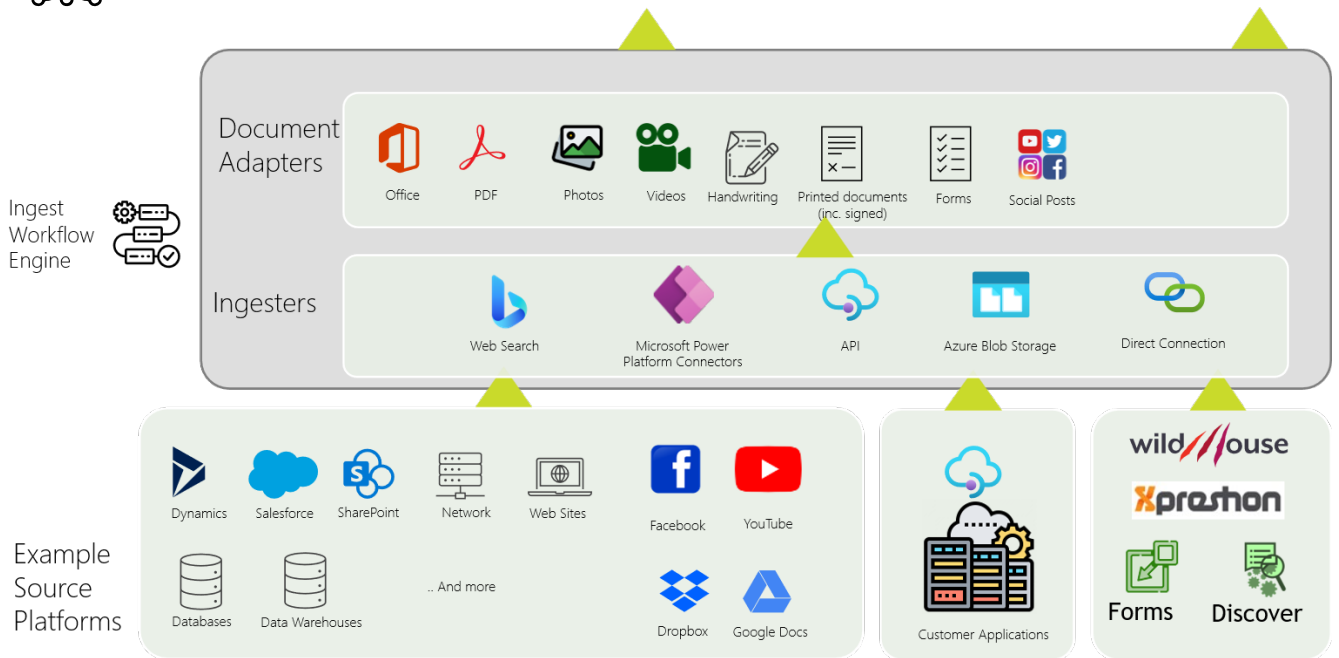 Document
Adapters
Office
PDF
Photos
Videos
Handwriting
Printed documents
(inc. signed)
Forms
Social Posts
Ingest
Workflow
Engine
Ingesters
Web Search
Microsoft Power
Platform Connectors
API
Azure Blob Storage
Direct Connection
Example
Source
Platforms
Dynamics
Salesforce
SharePoint
Network
Web Sites
Facebook
YouTube
Databases
Data Warehouses
.. And more
Dropbox
Google Docs
Customer Applications
wild///ouse
Xpreshon
Forms
Discover